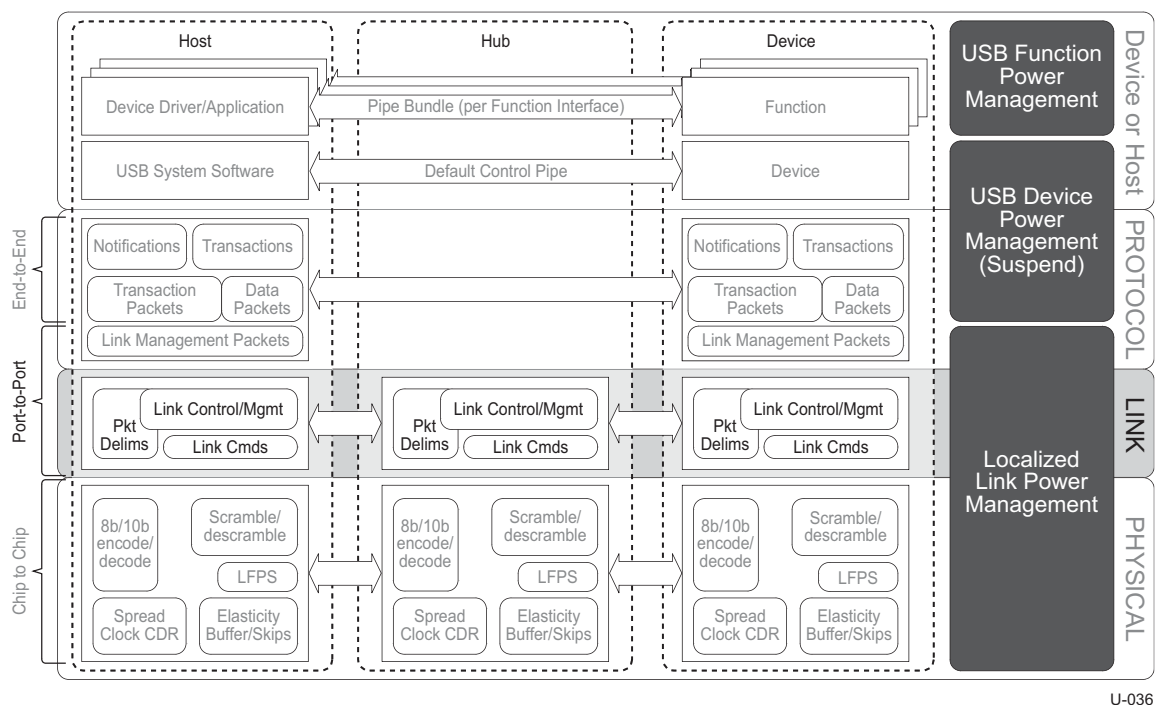 Host
Hub
Device
Device Driver/Application
Pipe Bundle (per Function Interface)
Function
USB System Software
Default Control Pipe
Device
USB Function
Power
Management
USB Device
Power
Management
(Suspend)
Localized
Link Power
Management
Device or Host
PROTOCOL
LINK
PHYSICAL
End-to-End
Port-to-Port
Chip to Chip
Notifications
Transactions
Transaction
Packets
Data
Packets
Link Management Packets
Notifications
Transactions
Transaction
Packets
Data
Packets
Link Management Packets
Pkt
Delims
Link Control/Mgmt
Link Cmds
Pkt
Delims
Link Control/Mgmt
Link Cmds
Pkt
Delims
Link Control/Mgmt
Link Cmds
8b/10b
encode/
decode
Scramble/
descramble
LFPS
Spread
Clock CDR
Elasticity
Buffer/Skips
8b/10b
encode/
decode
Scramble/
descramble
LFPS
Spread
Clock CDR
Elasticity
Buffer/Skips
8b/10b
encode/
decode
Scramble/
descramble
LFPS
Spread
Clock CDR
Elasticity
Buffer/Skips
U-036